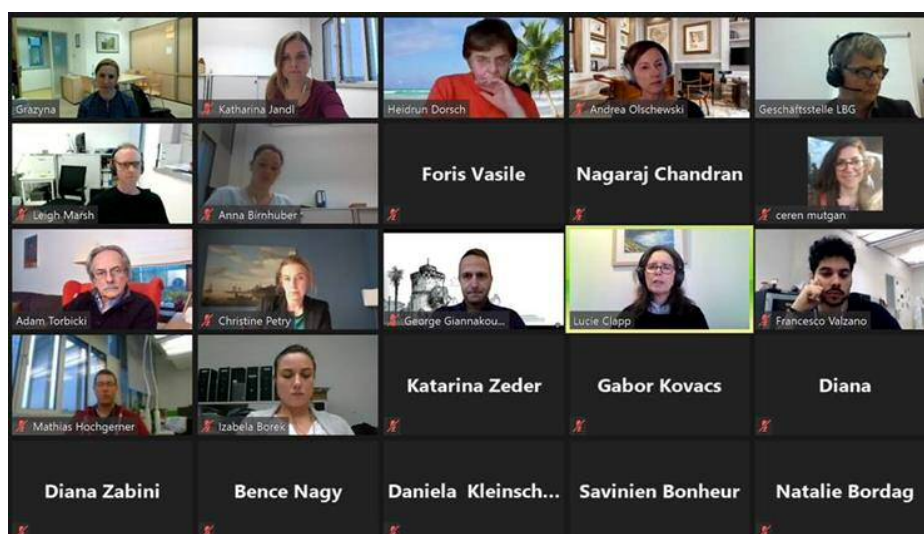 Grazyna
Katharina Jandl
Heidrun Dorsch
Andrea Olschewski
Geschäftsstelle LBG
Leigh Marsh
Anna Birnhuber
Foris Vasile
Nagaraj Chandran
ceren mutgan
Adam Torbicki
Christine Petry
George Giannakou...
Lucie Clapp
Francesco Valzano
Mathias Hochgerner
Izabela Borek
Katarina Zeder
Gabor Kovacs
Diana
Diana Zabini
Bence Nagy
Daniela Kleinsch...
Savinien Bonheur
Natalie Bordag